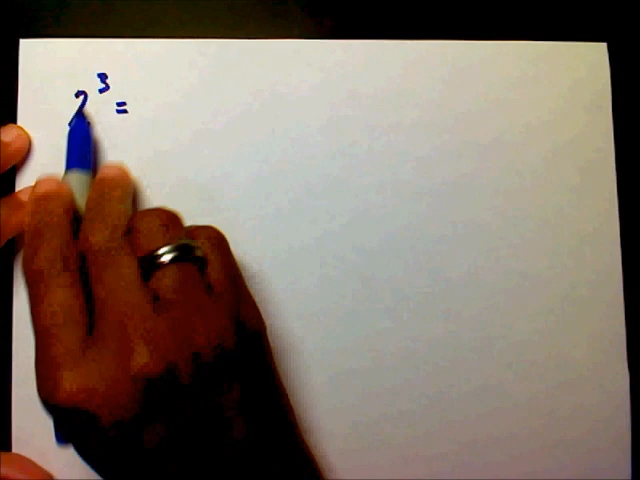 2³ =